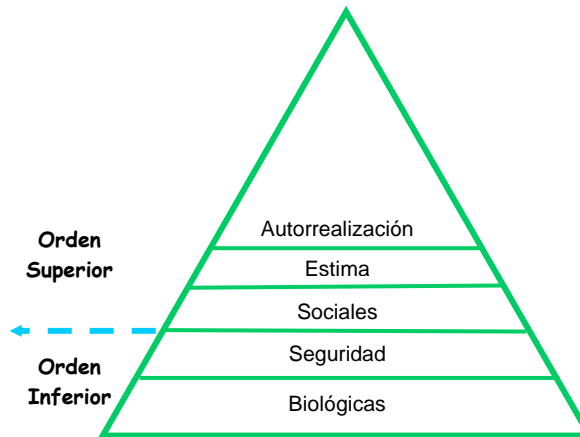 Autorrealización
Orden
Superior
Estima
Sociales
Seguridad
Orden
Inferior
Biológicas